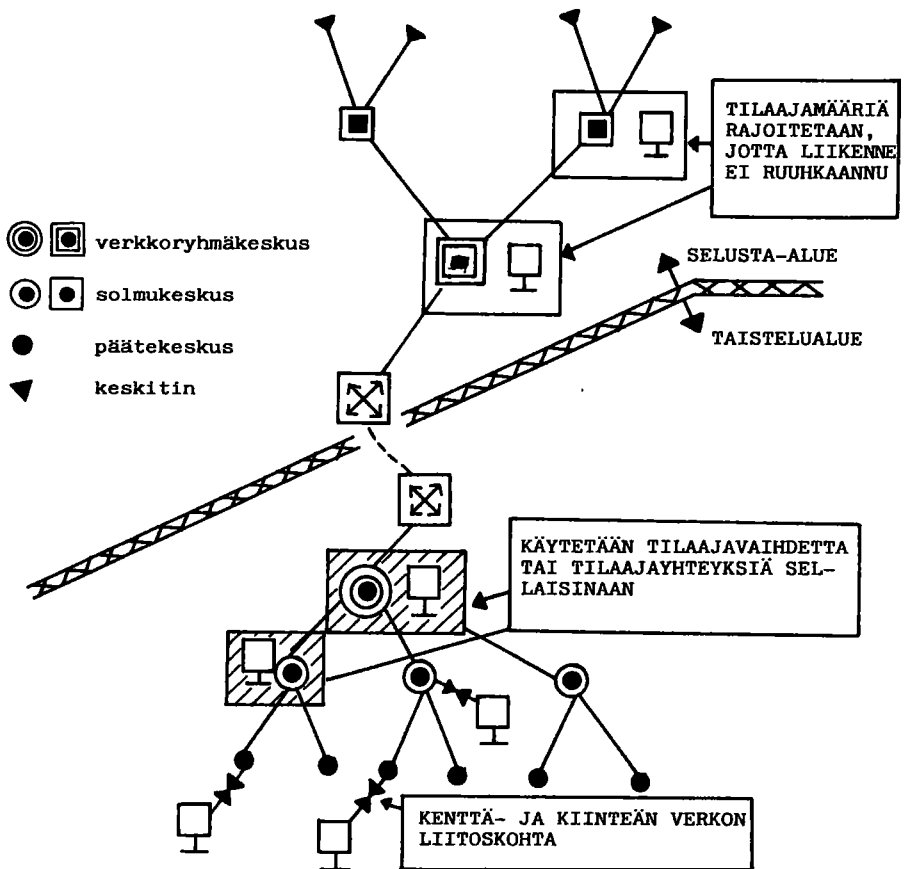 TILAAJAMÄÄRIÄ
RAJOITETAAN,
JOTTA LIIKENNE
EI RUUHKAANNU
verkkoryhmäkeskus
solmukeskus
päätekeskus
keskitin
SELUSTA-ALUE
TAISTELUALUE
KÄYTETÄÄN TILAAJAVAIHDETTA
TAI TILAAJAYHTEYKSIÄ SEL-
LAISINAAN
KENTTÄ- JA KIINTEÄN VERKON
LIITOSKOHTA